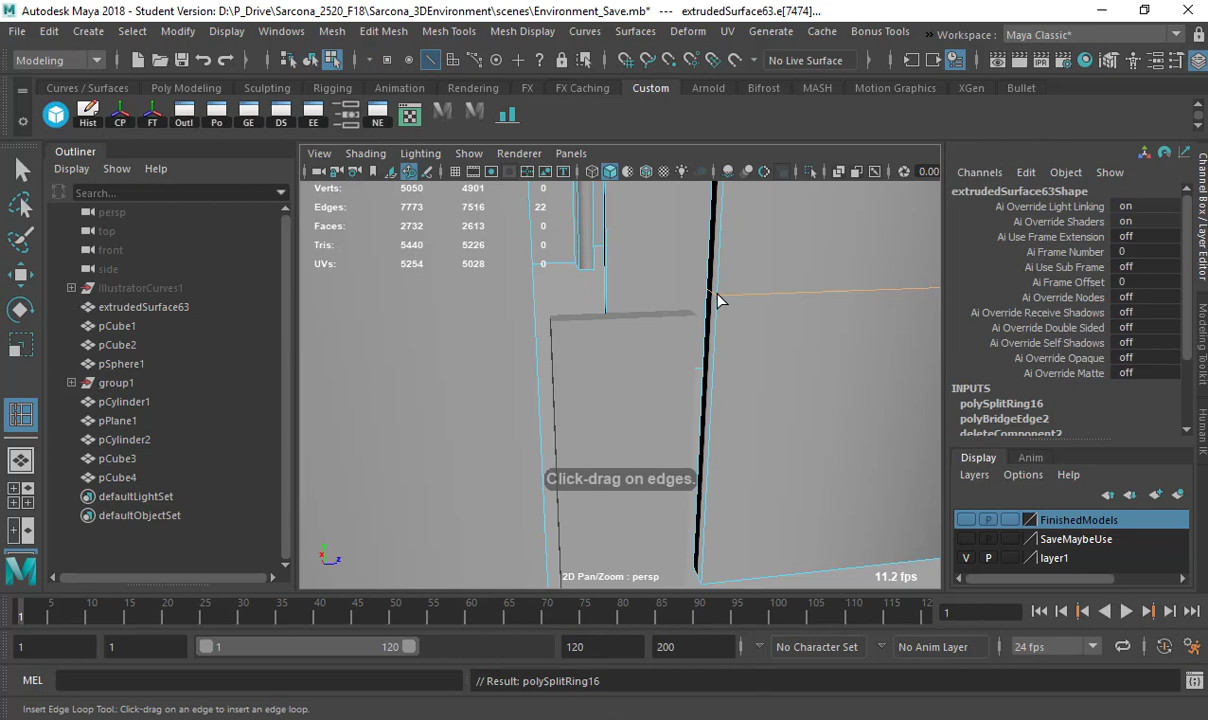 Autodesk Maya 2018 - Student Version: D:\P_Drive\Sarcona_2520_F18\Sarcona_3DEnvironment\scenes\Environment_Save.mb* --- extrudedSurface63.e[7474]...
File Edit Create Select Modify Display Windows Mesh Edit Mesh Mesh Tools Mesh Display Curves Surfaces Deform UV Generate Cache Bonus Tools » Workspace : Maya Classic*
Modeling No Live Surface
Curves / Surfaces Poly Modeling Sculpting Rigging Animation Rendering FX FX Caching Custom Arnold Bifrost MASH Motion Graphics XGen Bullet
Hist CP FT Outl Po GE DS EE NE
Outliner
Display Show Help
Search...
persp
top
front
side
IllustratorCurves1
extrudedSurface63
pCube1
pCube2
pSphere1
group1
pCylinder1
pPlane1
pCylinder2
pCube3
pCube4
defaultLightSet
defaultObjectSet
View Shading Lighting Show Renderer Panels
0.00
Verts: 5050 4901 0
Edges: 7773 7516 22
Faces: 2732 2613 0
Tris: 5440 5226 0
UVs: 5254 5028 0
Click-drag on edges.
2D Pan/Zoom : persp
11.2 fps
Channels Edit Object Show
extrudedSurface63Shape
Ai Override Light Linking on
Ai Override Shaders on
Ai Use Frame Extension off
Ai Frame Number 0
Ai Use Sub Frame off
Ai Frame Offset 0
Ai Override Nodes off
Ai Override Receive Shadows off
Ai Override Double Sided off
Ai Override Self Shadows off
Ai Override Opaque off
Ai Override Matte off
INPUTS
polySplitRing16
polyBridgeEdge2
deleteComponent2
Display Anim
Layers Options Help
P FinishedModels
P SaveMaybeUse
V P layer1
Channel Box / Layer Editor
Modeling Toolkit
Human IK
5 10 15 20 25 30 35 40 45 50 55 60 65 70 75 80 85 90 95 100 105 110 115 12
1
1
1 1 1 120 120 200 No Character Set No Anim Layer 24 fps
MEL // Result: polySplitRing16
Insert Edge Loop Tool: Click-drag on an edge to insert an edge loop.